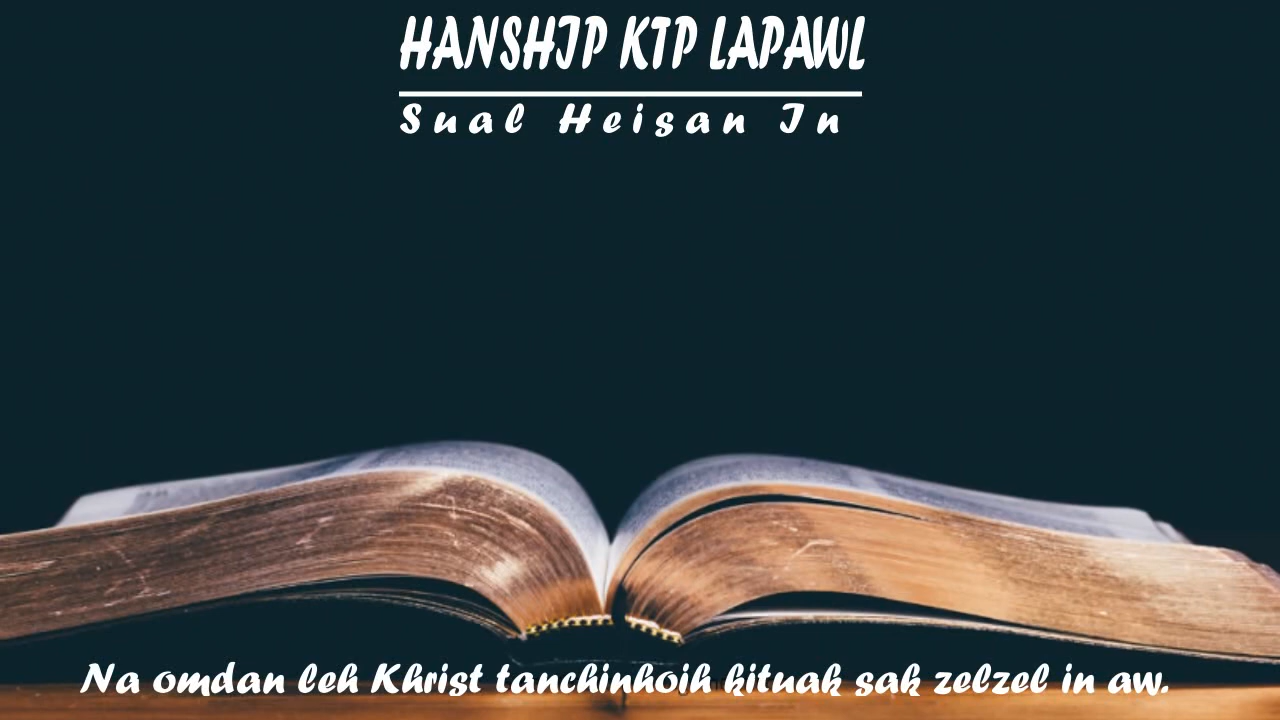 HANSHIP KTP LAPAWL
Sual Heisan In
Na omdan leh Khrist tanchinhoih kituak sak zelzel in aw.